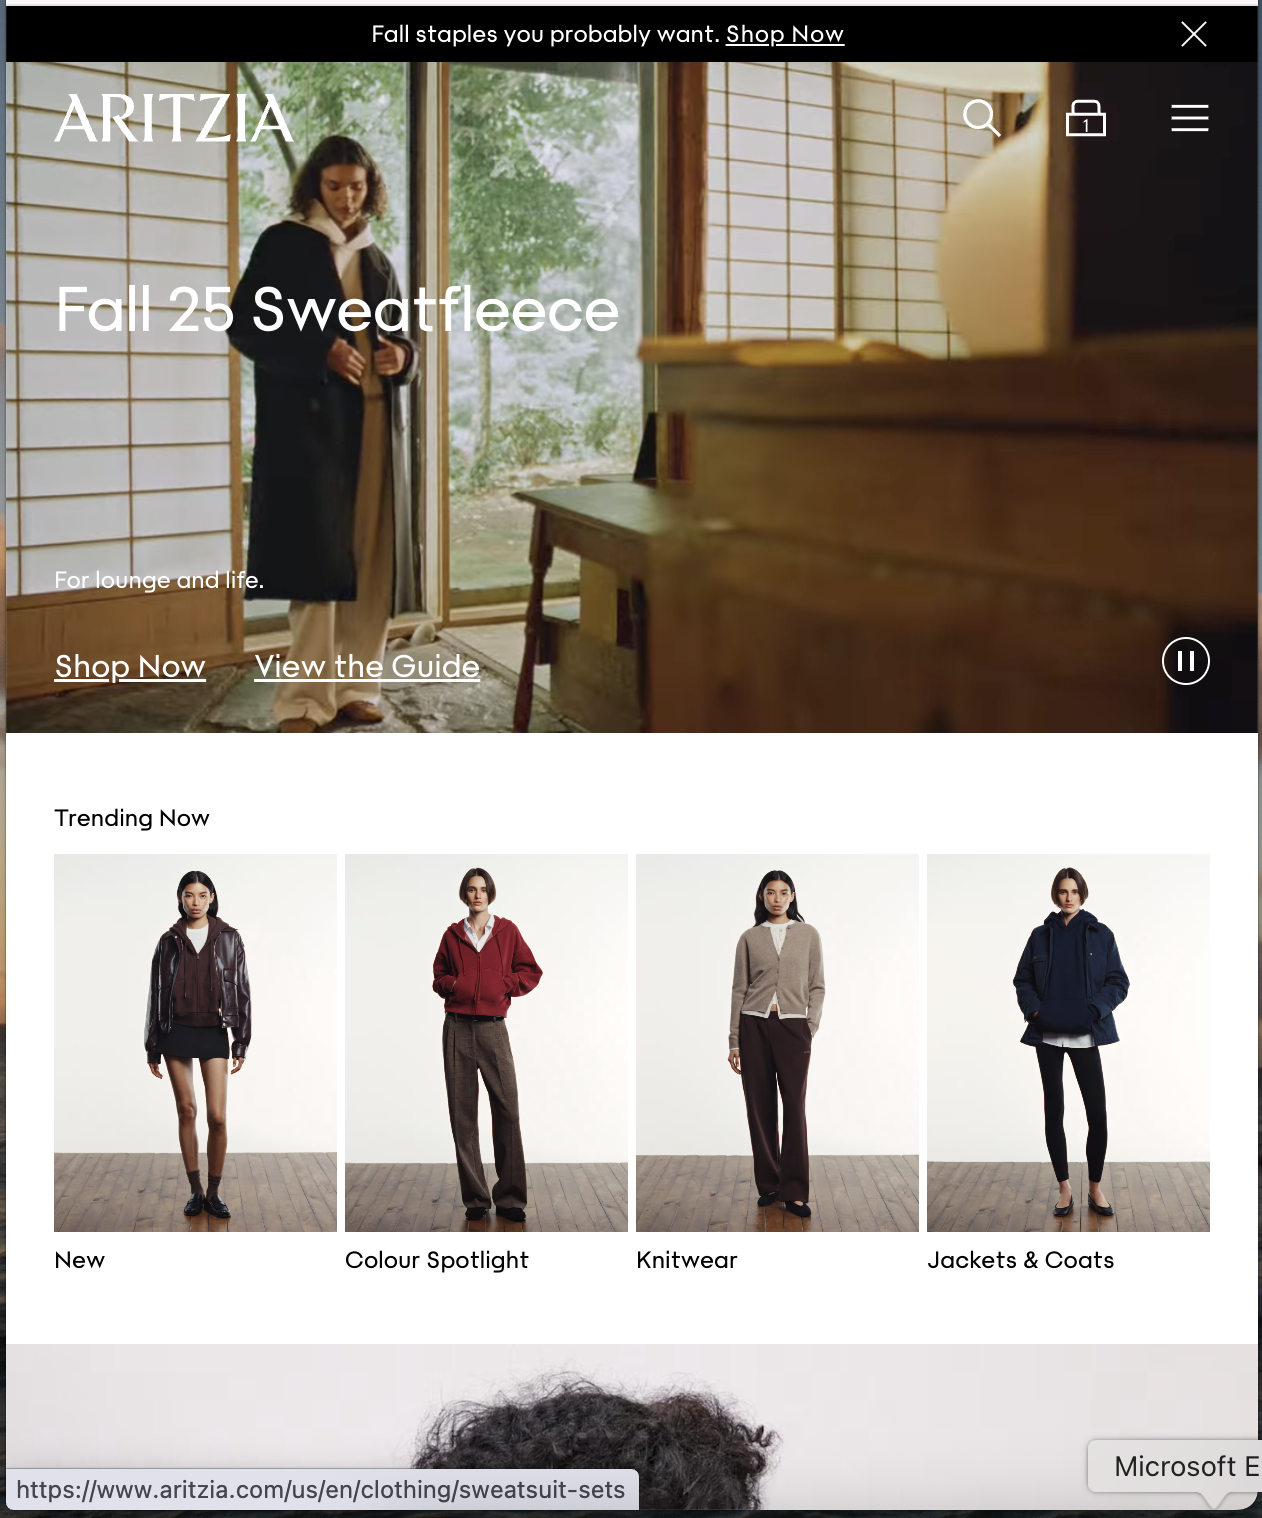 Fall staples you probably want. Shop Now
ARITZIA
1
Fall 25 Sweatfleece
For lounge and life.
Shop Now View the Guide
Trending Now
New
Colour Spotlight
Knitwear
Jackets & Coats
Microsoft E
https://www.aritzia.com/us/en/clothing/sweatsuit-sets